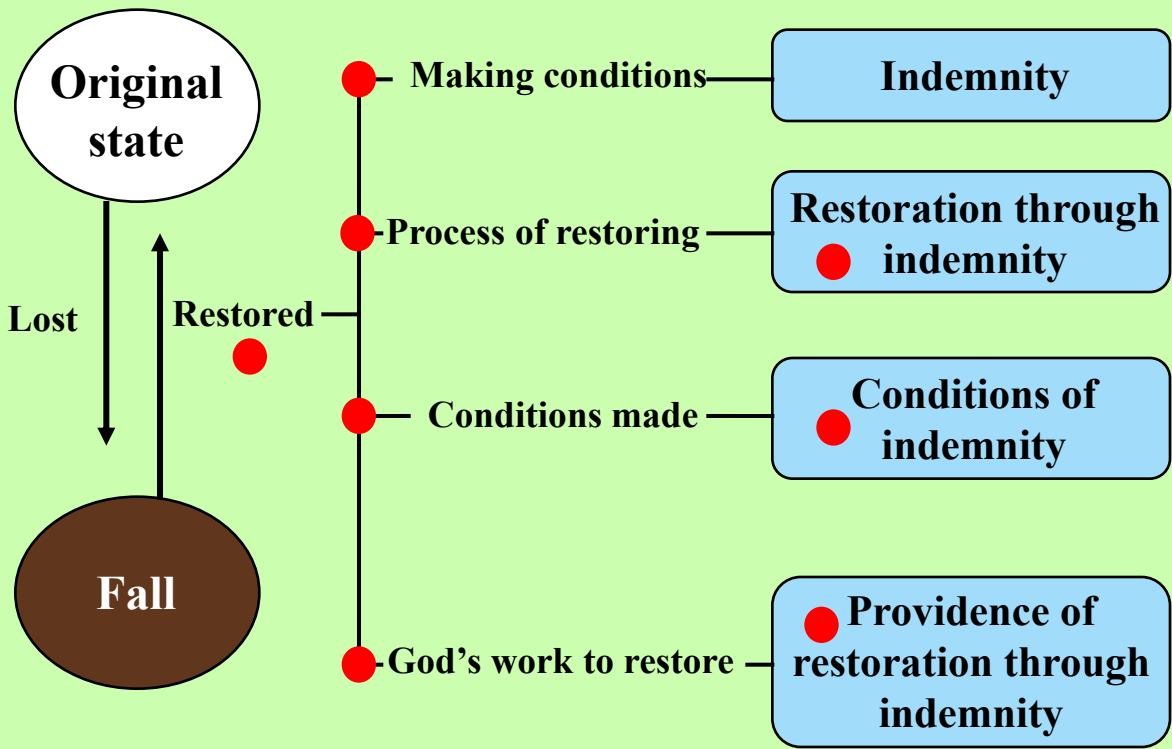 Original
state
Lost
Restored
Fall
Making conditions
Indemnity
Process of restoring
Restoration through
indemnity
Conditions made
Conditions of
indemnity
God’s work to restore
Providence of
restoration through
indemnity